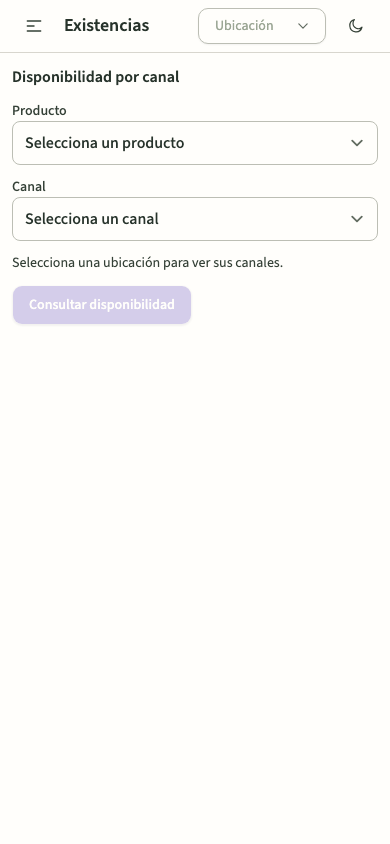 Existencias
Ubicación
Disponibilidad por canal
Producto
Selecciona un producto
Canal
Selecciona un canal
Selecciona una ubicación para ver sus canales.
Consultar disponibilidad